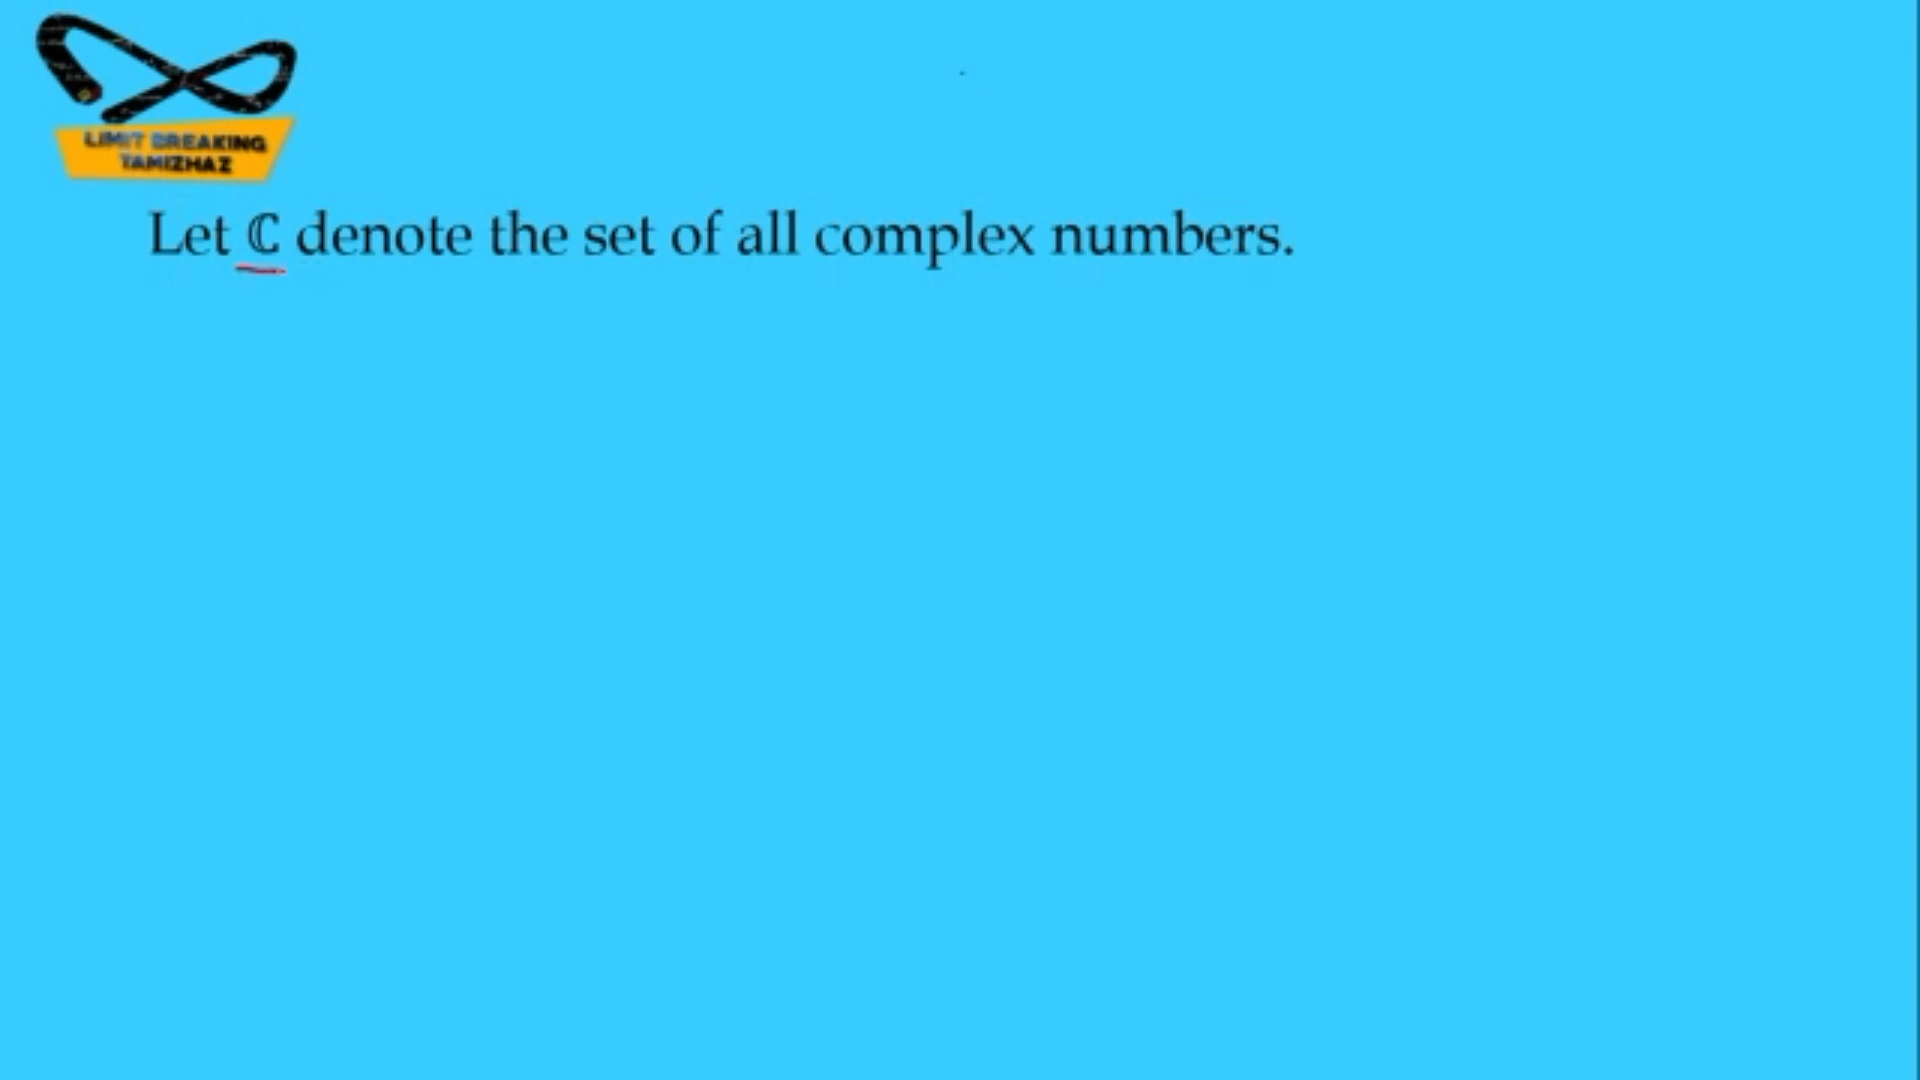 LIMIT BREAKING
TAMIZHAZ
Let ℂ denote the set of all complex numbers.